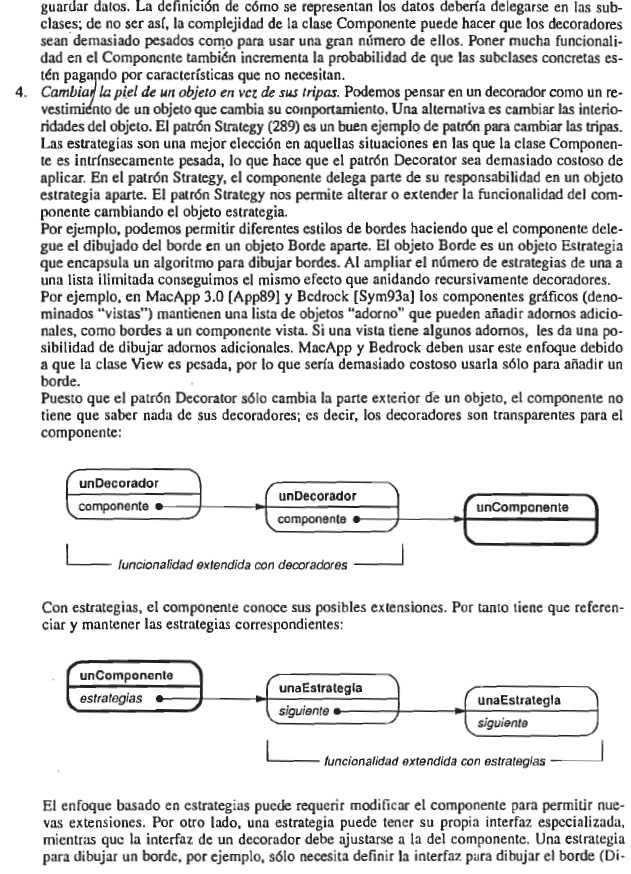 guardar datos. La definición de cómo se representan los datos debería delegarse en las sub-
clases; de no ser así, la complejidad de la clase Componente puede hacer que los decoradores
sean demasiado pesados como para usar una gran número de ellos. Poner mucha funcionali-
dad en el Componente también incrementa la probabilidad de que las subclases concretas es-
tén pagando por características que no necesitan.
4. Cambiar la piel de un objeto en vez de sus tripas. Podemos pensar en un decorador como un re-
vestimiento de un objeto que cambia su comportamiento. Una alternativa es cambiar las interio-
ridades del objeto. El patrón Strategy (289) es un buen ejemplo de patrón para cambiar las tripas.
Las estrategias son una mejor elección en aquellas situaciones en las que la clase Componen-
te es intrínsecamente pesada, lo que hace que el patrón Decorator sea demasiado costoso de
aplicar. En el patrón Strategy, el componente delega parte de su responsabilidad en un objeto
estrategia aparte. El patrón Strategy nos permite alterar o extender la funcionalidad del com-
ponente cambiando el objeto estrategia.
Por ejemplo, podemos permitir diferentes estilos de bordes haciendo que el componente dele-
gue el dibujado del borde en un objeto Borde aparte. El objeto Borde es un objeto Estrategia
que encapsula un algoritmo para dibujar bordes. Al ampliar el número de estrategias de una a
una lista ilimitada conseguimos el mismo efecto que anidando recursivamente decoradores.
Por ejemplo, en MacApp 3.0 [App89] y Bedrock [Sym93a] los componentes gráficos (deno-
minados “vistas”) mantienen una lista de objetos “adorno” que pueden añadir adornos adicio-
nales, como bordes a un componente vista. Si una vista tiene algunos adornos, les da una po-
sibilidad de dibujar adornos adicionales. MacApp y Bedrock deben usar este enfoque debido
a que la clase View es pesada, por lo que sería demasiado costoso usarla sólo para añadir un
borde.
Puesto que el patrón Decorator sólo cambia la parte exterior de un objeto, el componente no
tiene que saber nada de sus decoradores; es decir, los decoradores son transparentes para el
componente:
unDecorador
componente
unDecorador
componente
unComponente
funcionalidad extendida con decoradores
Con estrategias, el componente conoce sus posibles extensiones. Por tanto tiene que referen-
ciar y mantener las estrategias correspondientes:
unComponente
estrategias
unaEstrategia
siguiente
unaEstrategia
siguiente
funcionalidad extendida con estrategias
El enfoque basado en estrategias puede requerir modificar el componente para permitir nue-
vas extensiones. Por otro lado, una estrategia puede tener su propia interfaz especializada,
mientras que la interfaz de un decorador debe ajustarse a la del componente. Una estrategia
para dibujar un borde, por ejemplo, sólo necesita definir la interfaz para dibujar el borde (Di-